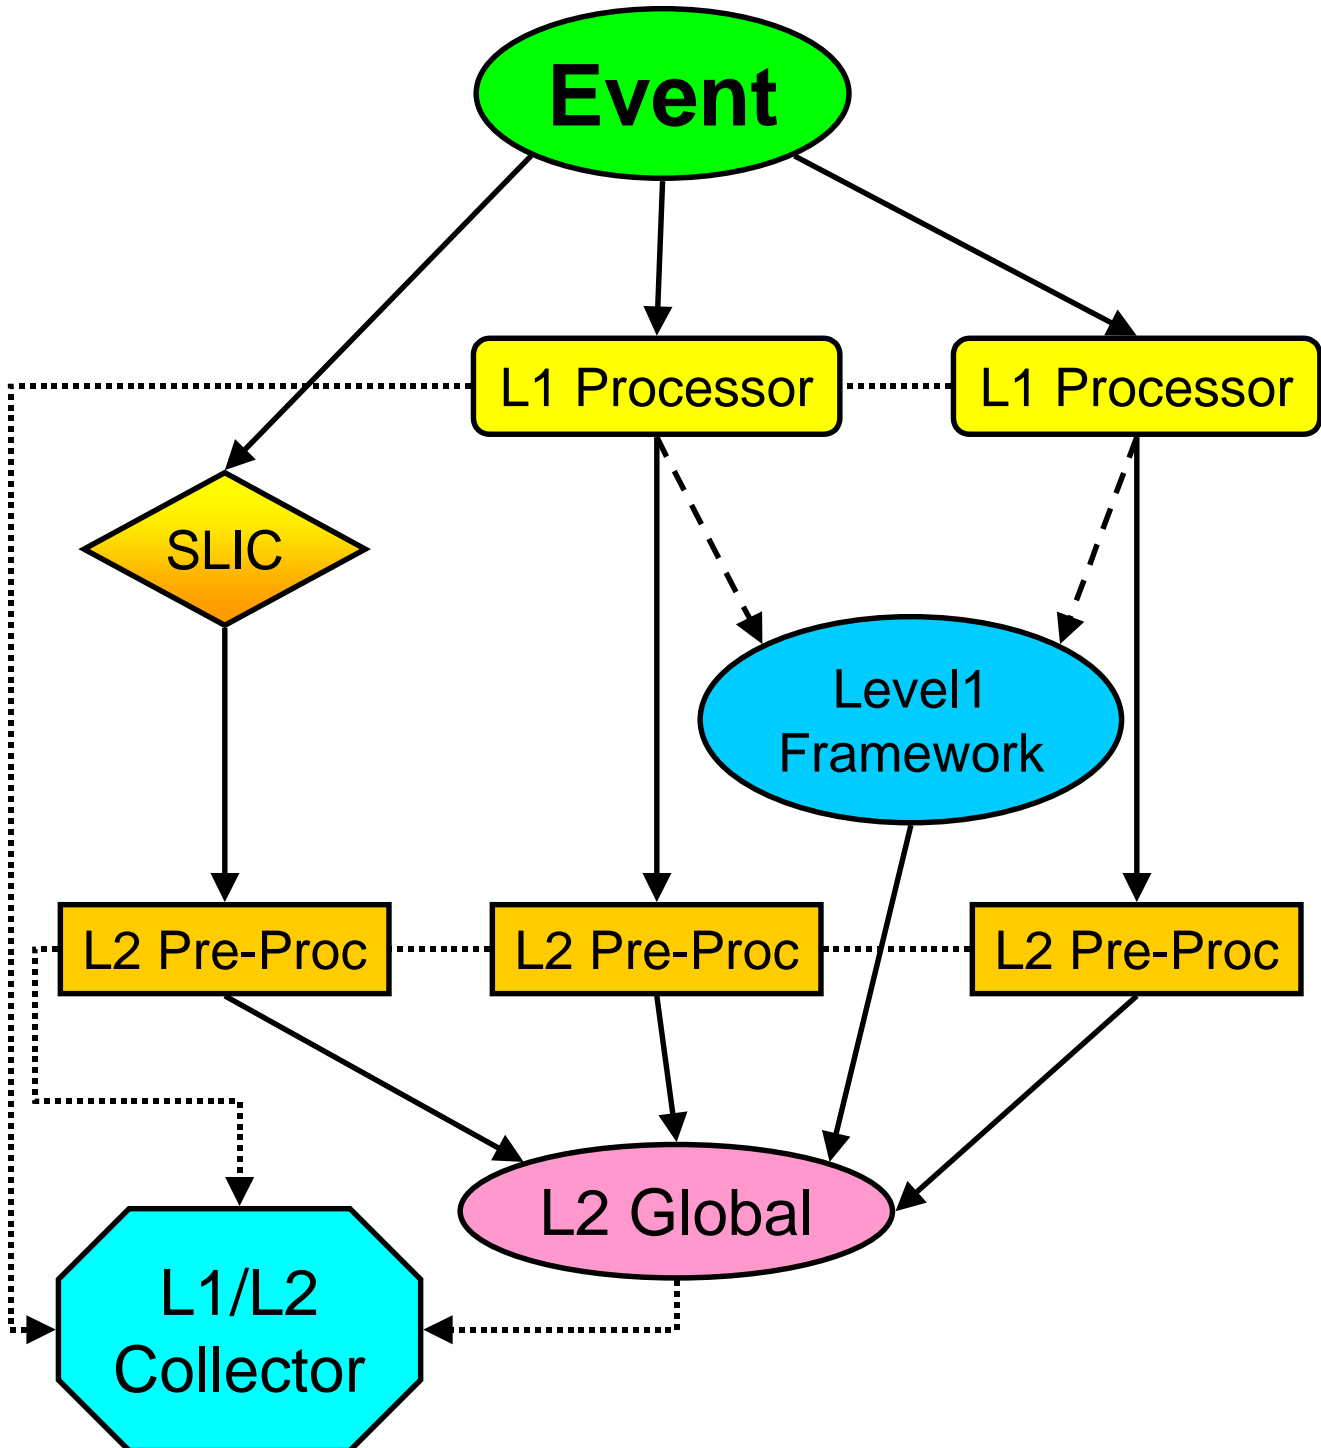 Event
L1 Processor
L1 Processor
SLIC
Level1
Framework
L2 Pre-Proc
L2 Pre-Proc
L2 Pre-Proc
L2 Global
L1/L2
Collector